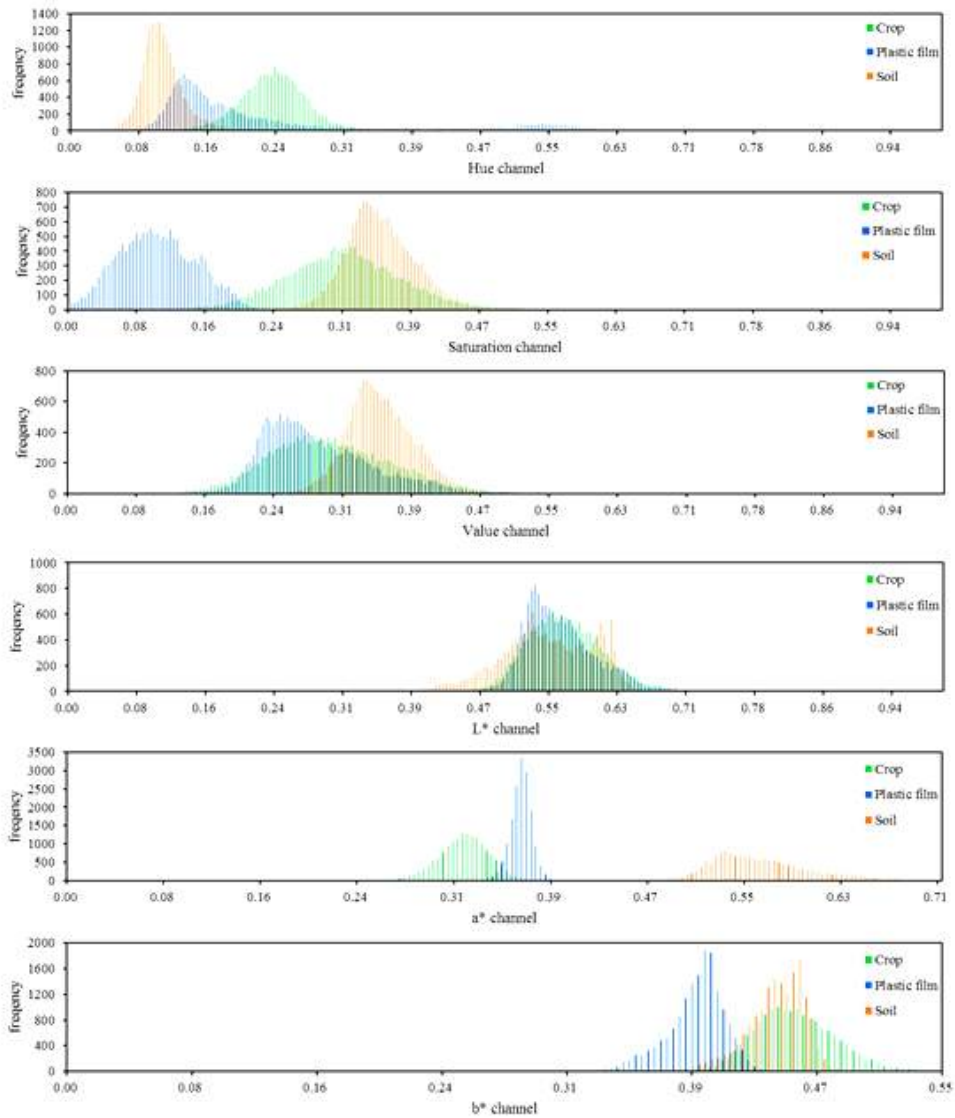 1400
1200
1000
800
600
400
200
0
freqency
Crop
Plastic film
Soil
0.00 0.08 0.16 0.24 0.31 0.39 0.47 0.55 0.63 0.71 0.78 0.86 0.94
Hue channel
800
700
600
500
400
300
200
100
0
freqency
Crop
Plastic film
Soil
0.00 0.08 0.16 0.24 0.31 0.39 0.47 0.55 0.63 0.71 0.78 0.86 0.94
Saturation channel
800
600
400
200
0
freqency
Crop
Plastic film
Soil
0.00 0.08 0.16 0.24 0.31 0.39 0.47 0.55 0.63 0.71 0.78 0.86 0.94
Value channel
1000
800
600
400
200
0
freqency
Crop
Plastic film
Soil
0.00 0.08 0.16 0.24 0.31 0.39 0.47 0.55 0.63 0.71 0.78 0.86 0.94
L* channel
3500
3000
2500
2000
1500
1000
500
0
freqency
Crop
Plastic film
Soil
0.00 0.08 0.16 0.24 0.31 0.39 0.47 0.55 0.63 0.71
a* channel
2000
1600
1200
800
400
0
freqency
Crop
Plastic film
Soil
0.00 0.08 0.16 0.24 0.31 0.39 0.47 0.55
b* channel